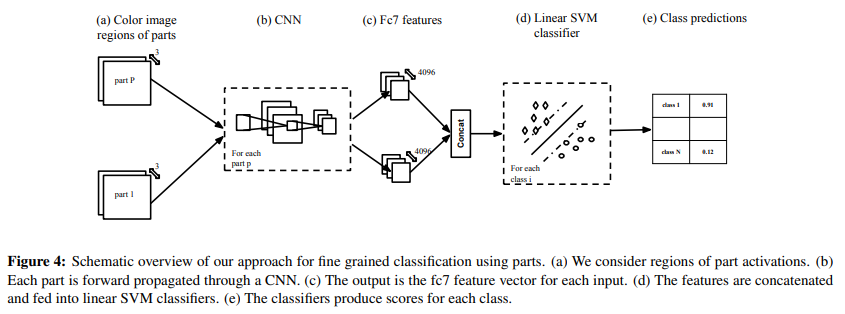 (a) Color image
regions of parts
(b) CNN
(c) Fc7 features
(d) Linear SVM
classifier
(e) Class predictions
3
part P
4096
For each
part p
Concat
class 1 0.91
class N 0.12
3
part 1
4096
For each
class i
Figure 4: Schematic overview of our approach for fine grained classification using parts. (a) We consider regions of part activations. (b)
Each part is forward propagated through a CNN. (c) The output is the fc7 feature vector for each input. (d) The features are concatenated
and fed into linear SVM classifiers. (e) The classifiers produce scores for each class.